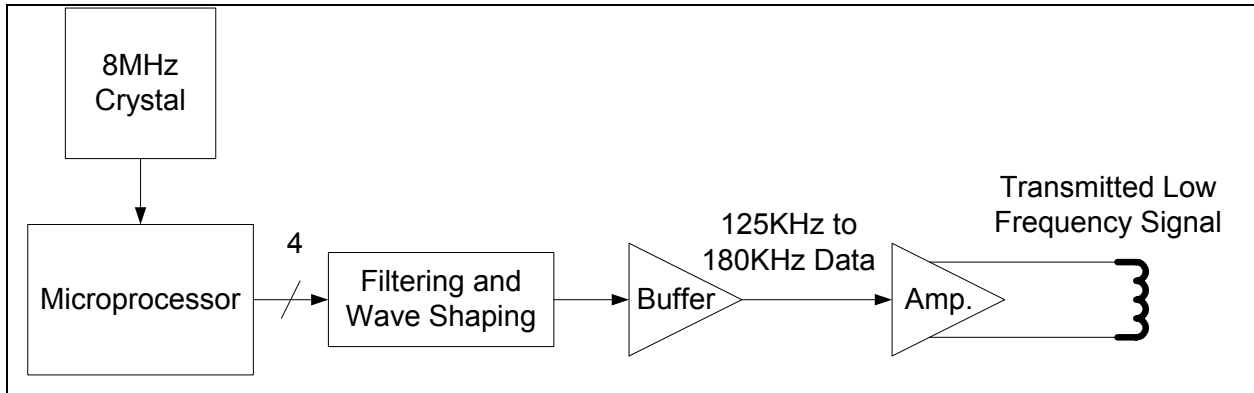 8MHz
Crystal
Microprocessor
4
Filtering and
Wave Shaping
Buffer
125KHz to
180KHz Data
Amp.
Transmitted Low
Frequency Signal